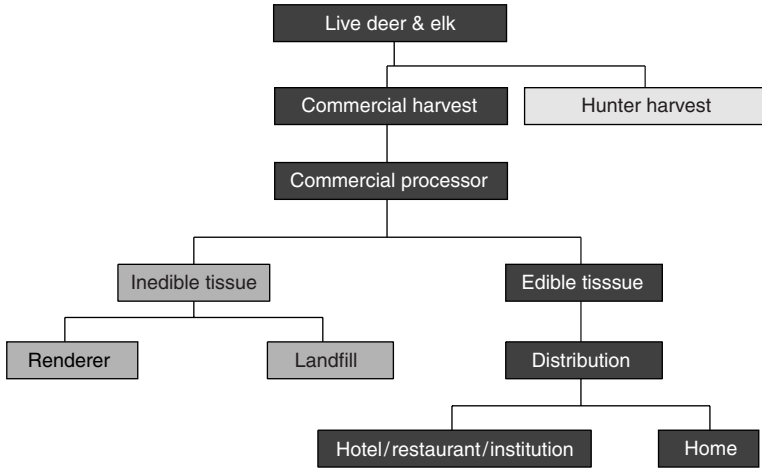 Live deer & elk
Commercial harvest
Hunter harvest
Commercial processor
Inedible tissue
Edible tisssue
Renderer
Landfill
Distribution
Hotel/restaurant/institution
Home